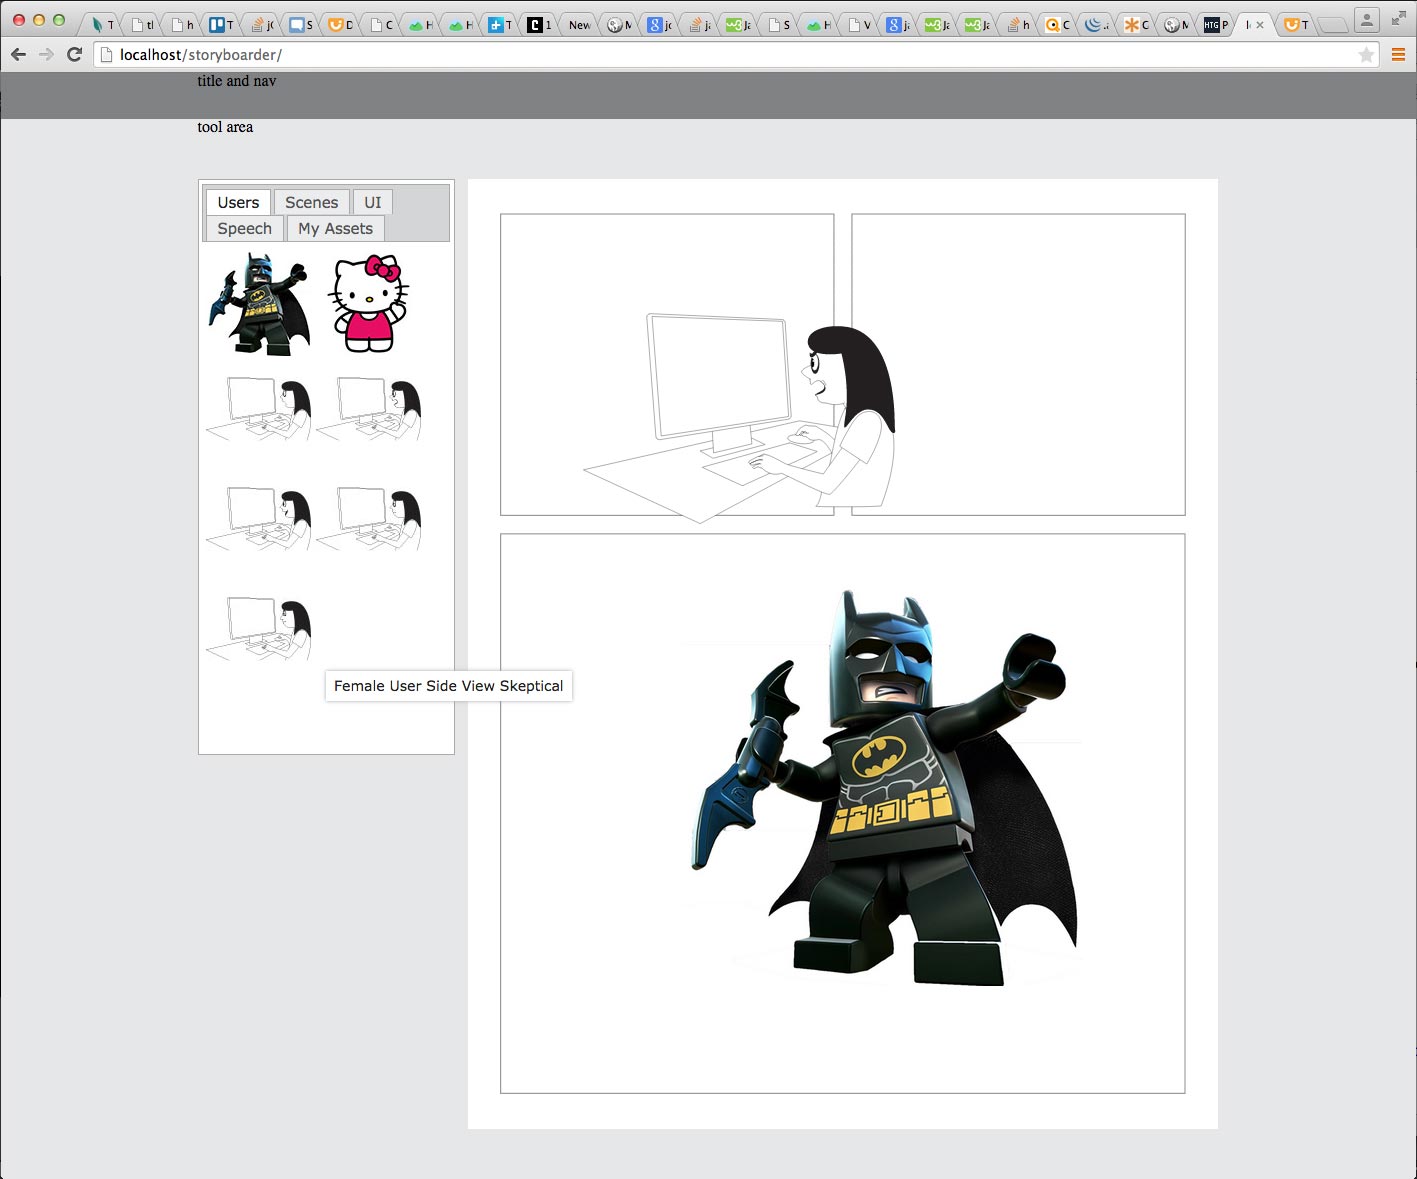 T
tl
h
T
j(
S
D
C
H
H
T
1
New
M
jc
ja
Ja
S
H
V
jc
Ja
Ja
h
C
.a
C
M
HTG P
T
localhost/storyboarder/
title and nav
tool area
Users Scenes UI
Speech My Assets
Female User Side View Skeptical